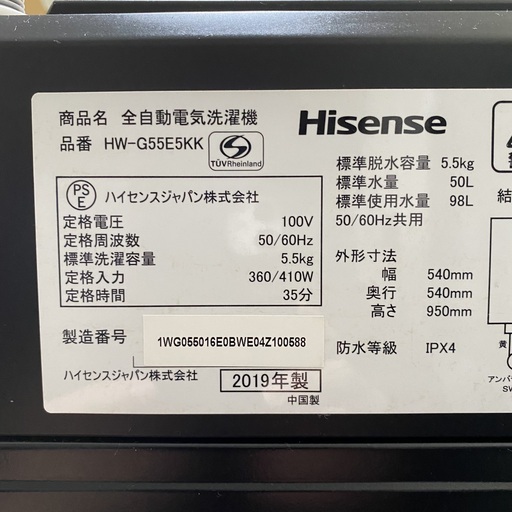 商品名 全自動電気洗濯機
品番 HW-G55E5KK
TÜVRheinland
Hisense
PS
E
ハイセンスジャパン株式会社
定格電圧 100V
定格周波数 50/60Hz
標準洗濯容量 5.5kg
定格入力 360/410W
定格時間 35分
製造番号 1WG055016E0BWE04Z100588
ハイセンスジャパン株式会社 2019年製
中国製
標準脱水容量 5.5kg
標準水量 50L
標準使用水量 98L
50/60Hz共用
外形寸法
幅 540mm
奥行 540mm
高さ 950mm
防水等級 IPX4
結
黄
アンバ
SW